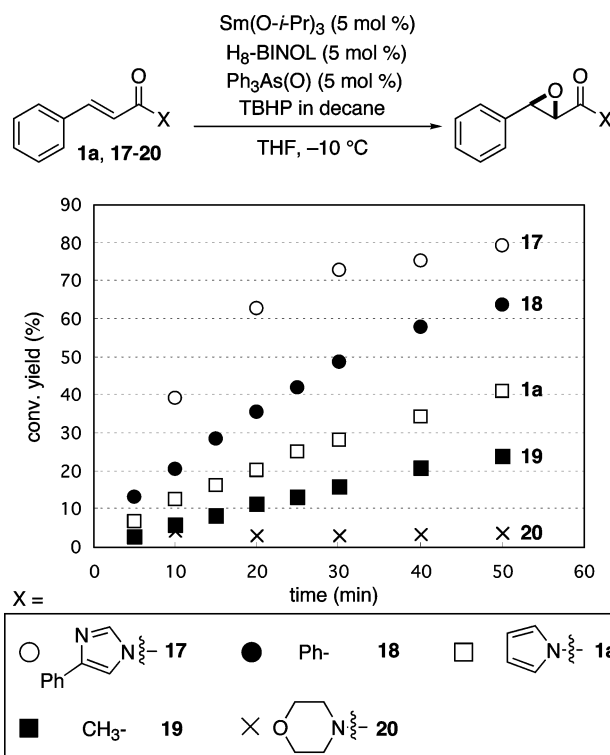 Sm(O-i-Pr)3 (5 mol %)
H8-BINOL (5 mol %)
Ph3As(O) (5 mol %)
TBHP in decane
THF, –10 °C
O
X
1a, 17-20
O
O
X
90
80
70
60
50
40
30
20
10
0
conv. yield (%)
17
18
1a
19
20
0 10 20 30 40 50 60
time (min)
X =
N
N
Ph
17
Ph- 18
N
1a
CH3- 19
O N 20